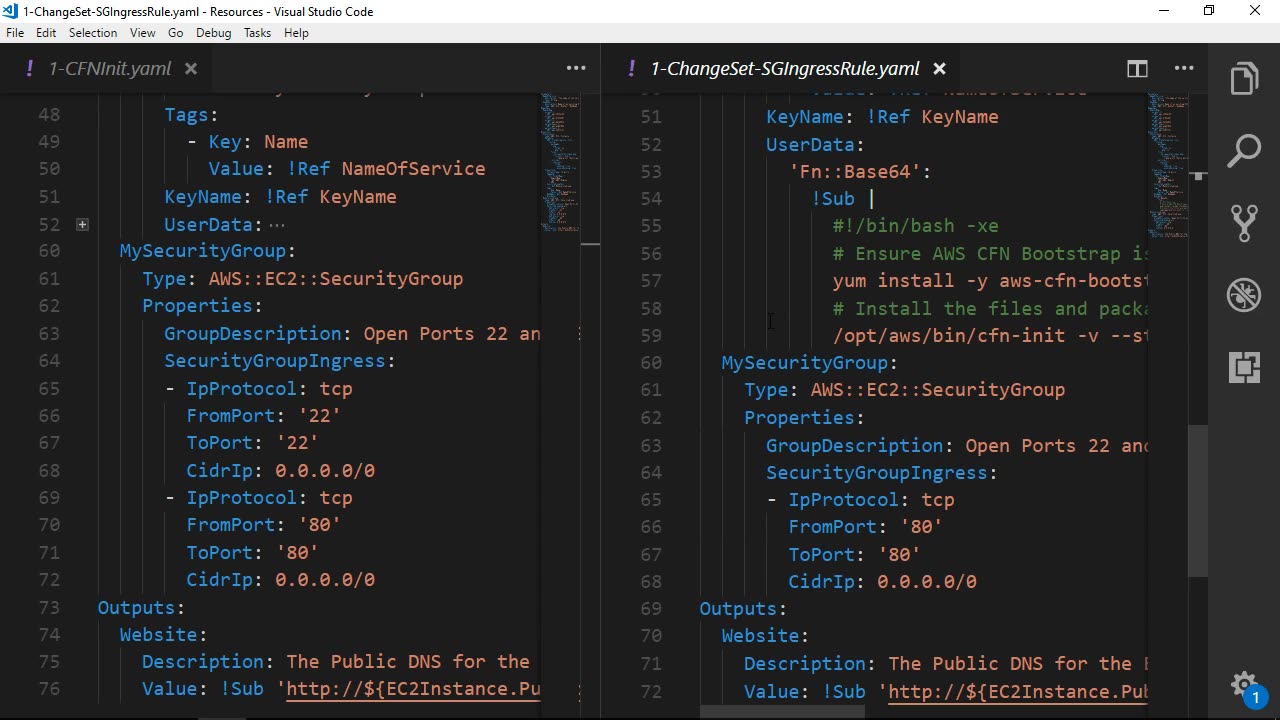 1-ChangeSet-SGIngressRule.yaml - Resources - Visual Studio Code
File Edit Selection View Go Debug Tasks Help
! 1-CFNInit.yaml
48 Tags:
49 - Key: Name
50 Value: !Ref NameOfService
51 KeyName: !Ref KeyName
52 UserData:
60 MySecurityGroup:
61 Type: AWS::EC2::SecurityGroup
62 Properties:
63 GroupDescription: Open Ports 22 an
64 SecurityGroupIngress:
65 - IpProtocol: tcp
66 FromPort: '22'
67 ToPort: '22'
68 CidrIp: 0.0.0.0/0
69 - IpProtocol: tcp
70 FromPort: '80'
71 ToPort: '80'
72 CidrIp: 0.0.0.0/0
73 Outputs:
74 Website:
75 Description: The Public DNS for the
76 Value: !Sub 'http://${EC2Instance.Pu
! 1-ChangeSet-SGIngressRule.yaml
51 KeyName: !Ref KeyName
52 UserData:
53 'Fn::Base64':
54 !Sub |
55 #!/bin/bash -xe
56 # Ensure AWS CFN Bootstrap is
57 yum install -y aws-cfn-bootst
58 # Install the files and packa
59 /opt/aws/bin/cfn-init -v --st
60 MySecurityGroup:
61 Type: AWS::EC2::SecurityGroup
62 Properties:
63 GroupDescription: Open Ports 22 and
64 SecurityGroupIngress:
65 - IpProtocol: tcp
66 FromPort: '80'
67 ToPort: '80'
68 CidrIp: 0.0.0.0/0
69 Outputs:
70 Website:
71 Description: The Public DNS for the E
72 Value: !Sub 'http://${EC2Instance.Pub
1